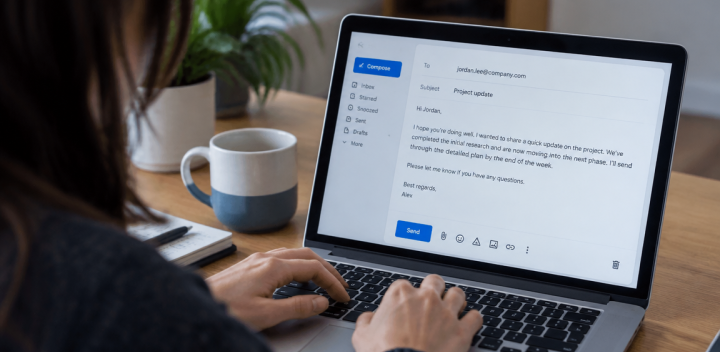 Compose
Inbox
Starred
Snoozed
Sent
Drafts
More
To jordan.lee@company.com
Subject Project update
Hi Jordan,
I hope you're doing well. I wanted to share a quick update on the project. We've
completed the initial research and are now moving into the next phase. I'll send
through the detailed plan by the end of the week.
Please let me know if you have any questions.
Best regards,
Alex
Send